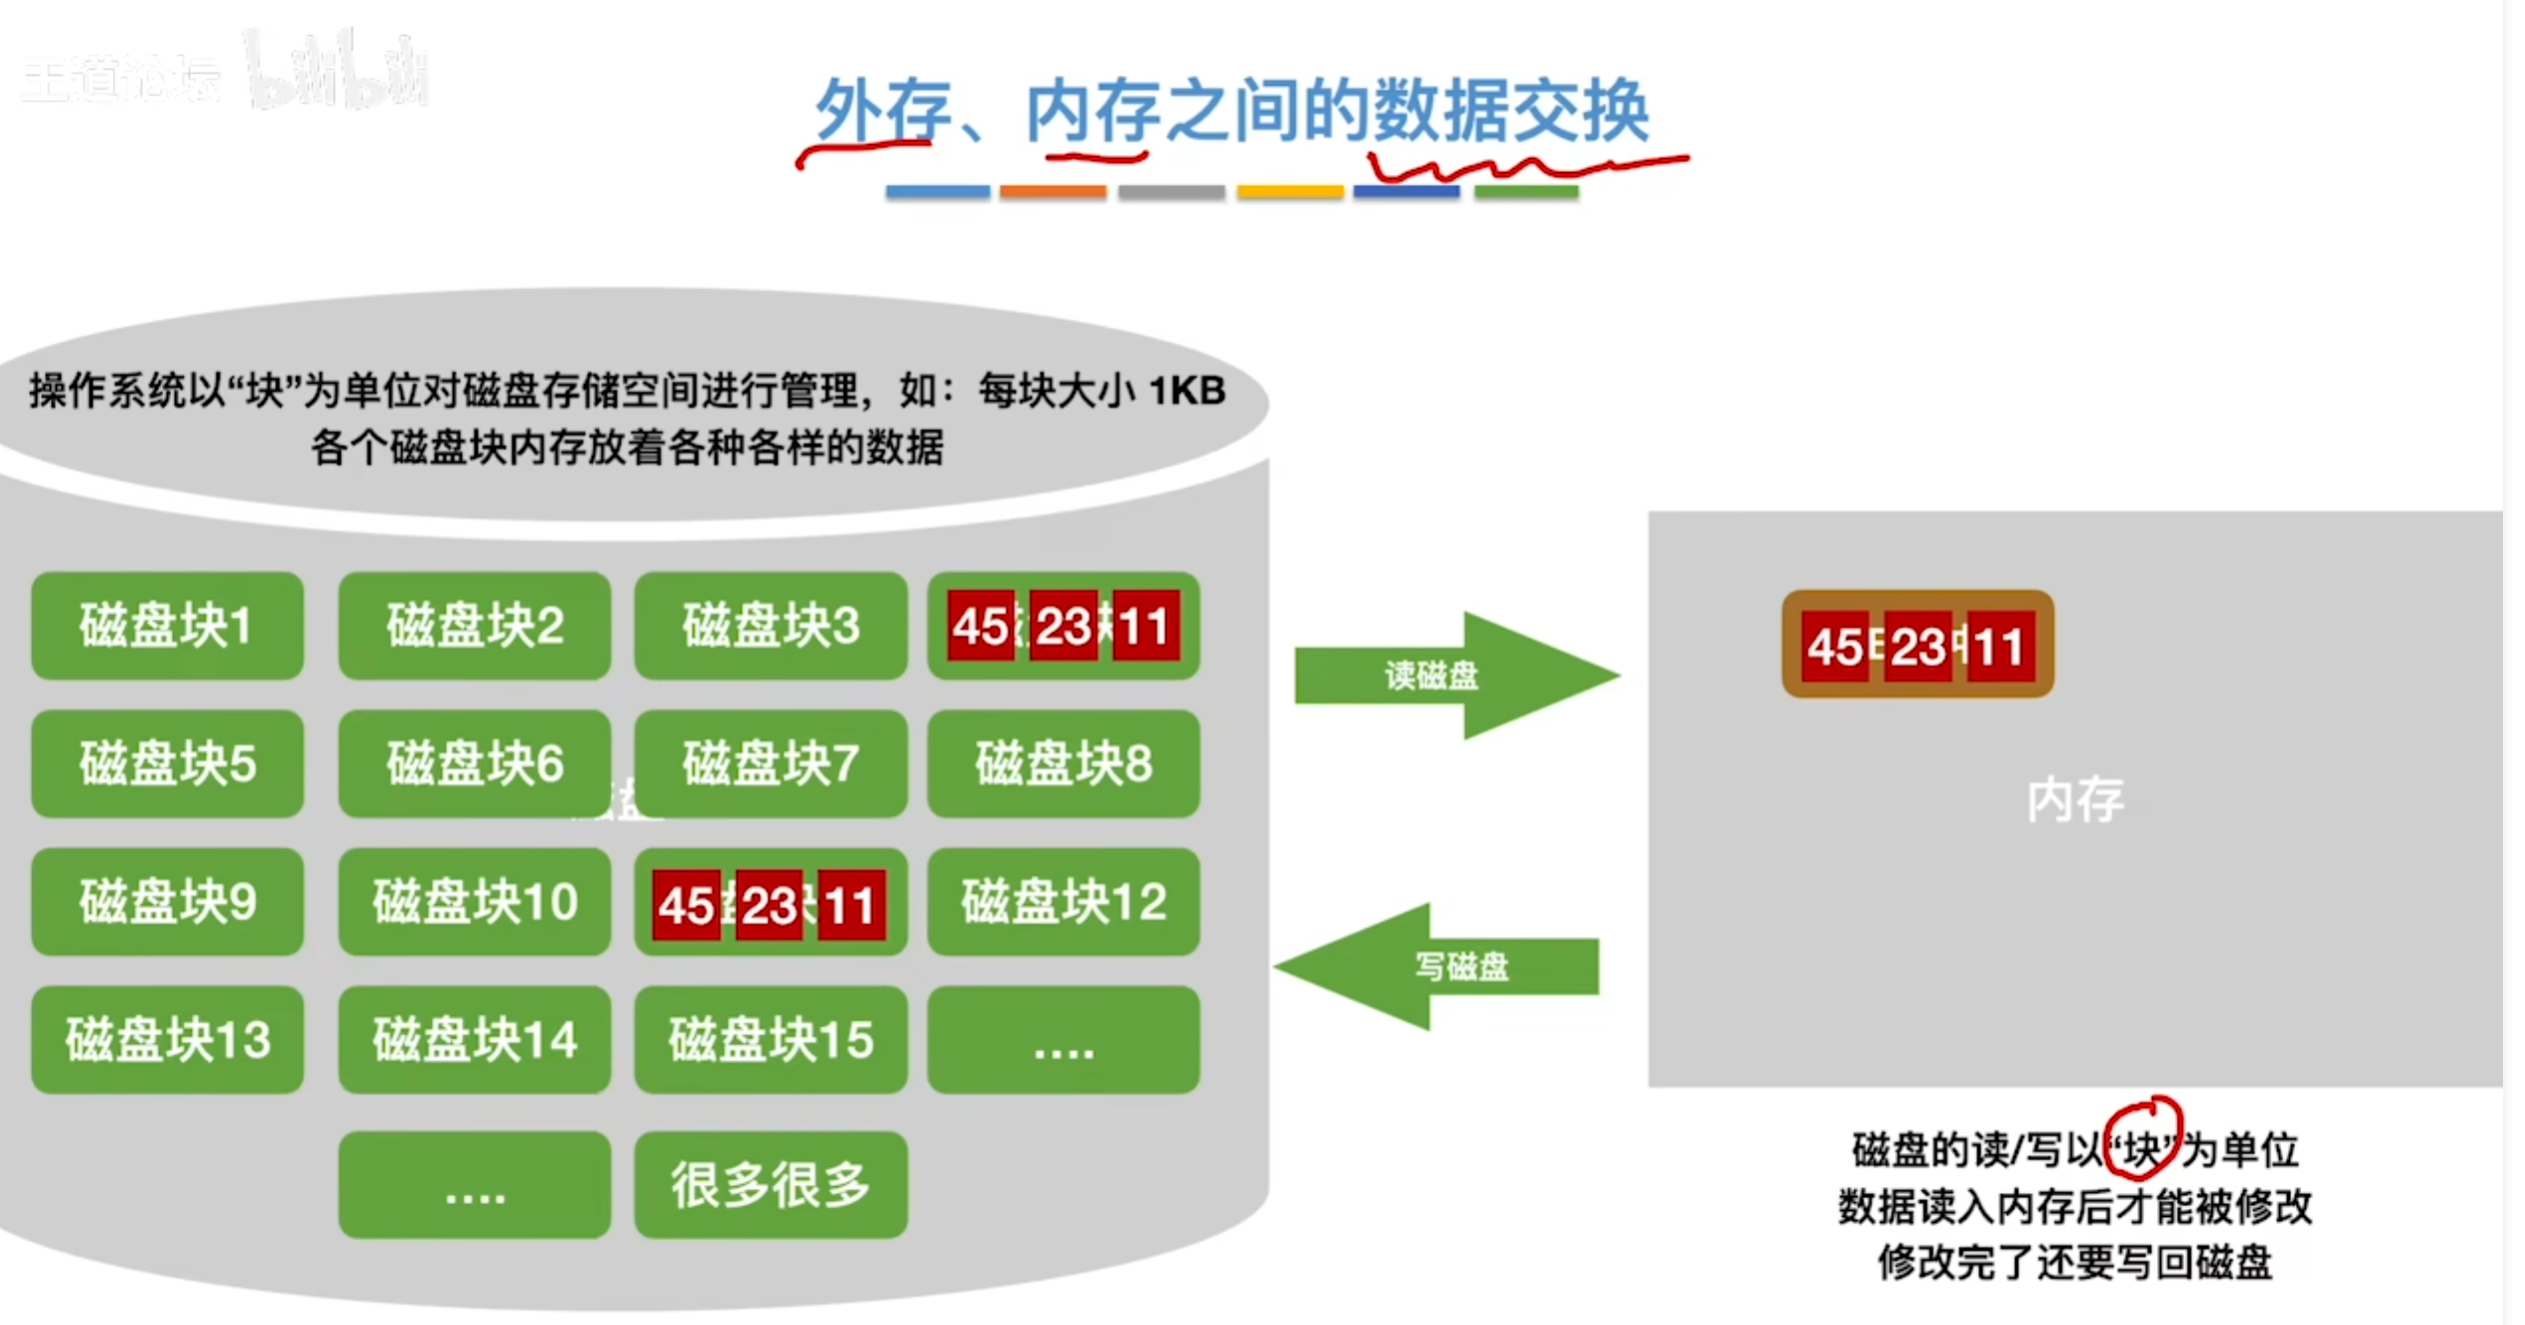 王道论坛 bilibili
外存、内存之间的数据交换
操作系统以“块”为单位对磁盘存储空间进行管理，如：每块大小 1KB
各个磁盘块内存放着各种各样的数据
磁盘块1 磁盘块2 磁盘块3 45 23 11
磁盘块5 磁盘块6 磁盘块7 磁盘块8
磁盘块9 磁盘块10 45 23 11 磁盘块12
磁盘块13 磁盘块14 磁盘块15 ....
.... 很多很多
读磁盘
写磁盘
45 23 11
内存
磁盘的读/写以“块”为单位
数据读入内存后才能被修改
修改完了还要写回磁盘